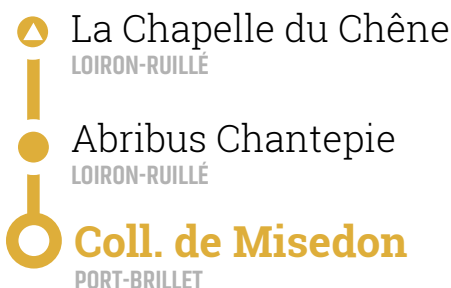 La Chapelle du Chêne
LOIRON-RUILLÉ
Abribus Chantepie
LOIRON-RUILLÉ
Coll. de Misedon
PORT-BRILLET